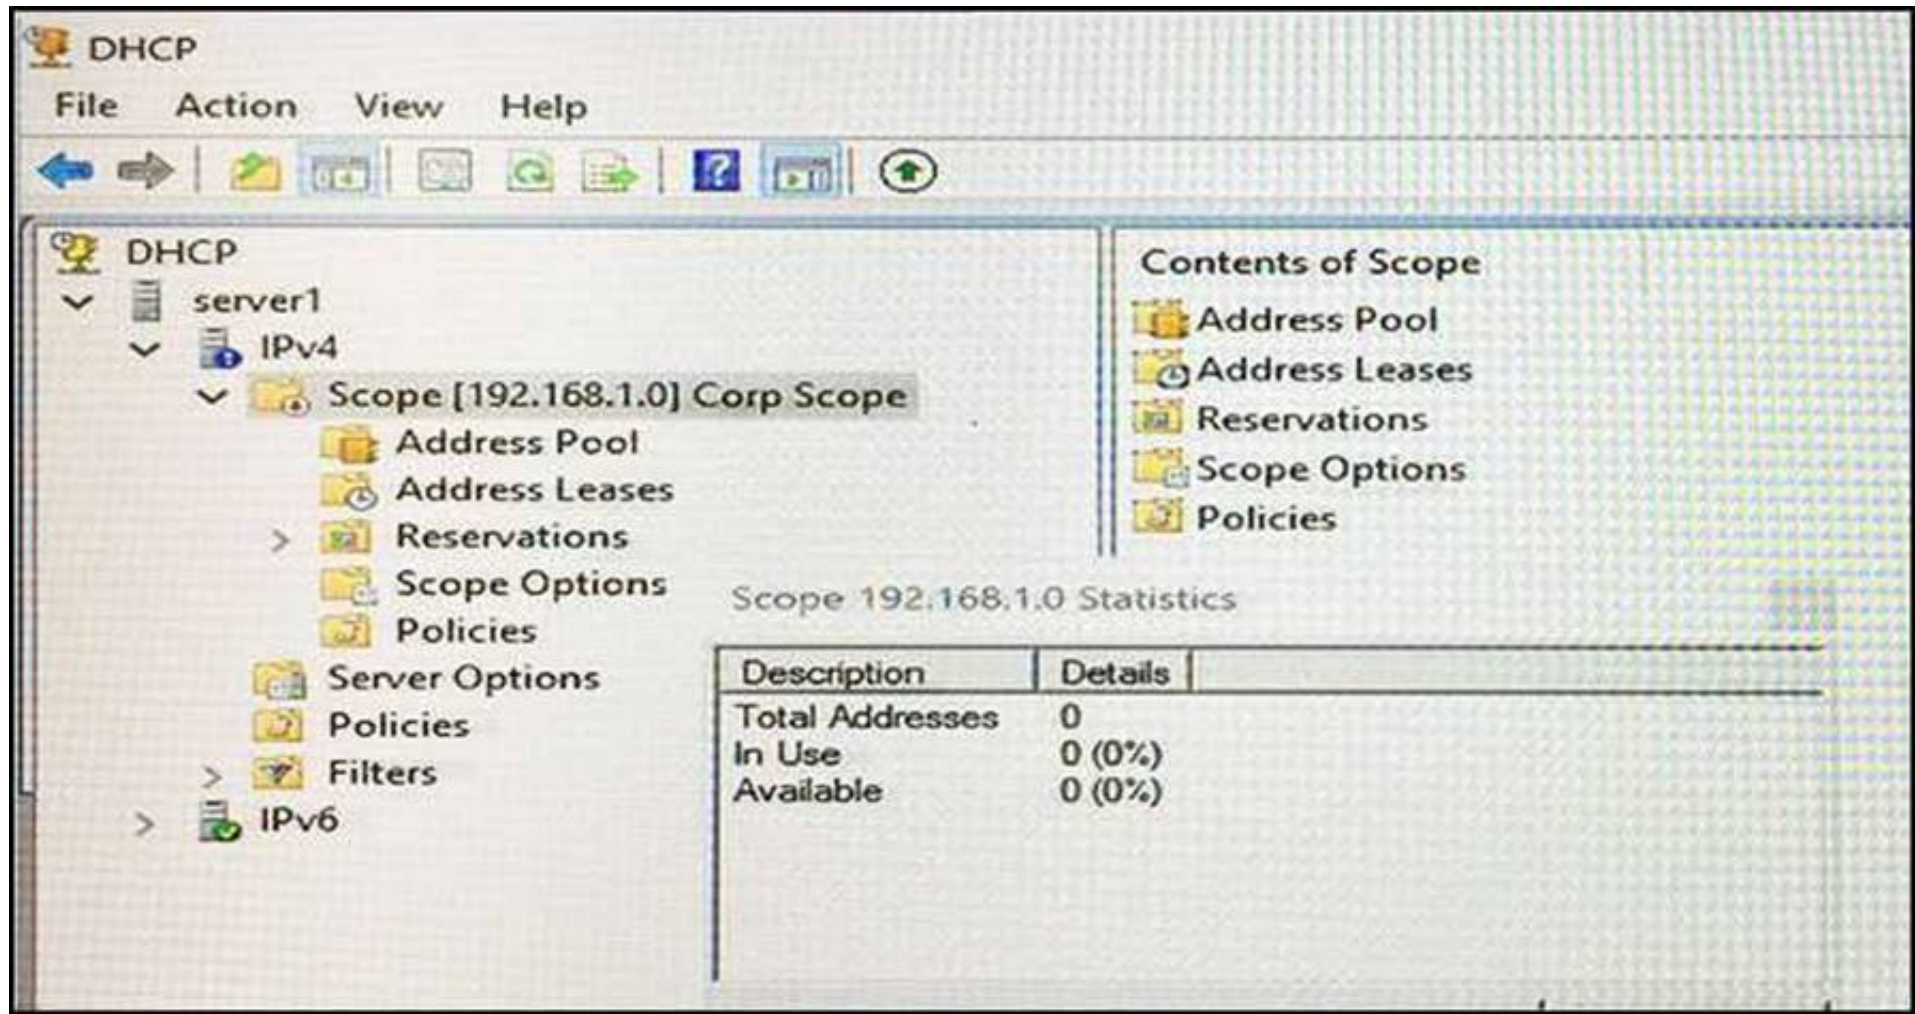 DHCP
File Action View Help
DHCP
server1
IPv4
Scope [192.168.1.0] Corp Scope
Address Pool
Address Leases
Reservations
Scope Options
Policies
Server Options
Policies
Filters
IPv6
Contents of Scope
Address Pool
Address Leases
Reservations
Scope Options
Policies
Scope 192.168.1.0 Statistics
Description Details
Total Addresses 0
In Use 0 (0%)
Available 0 (0%)